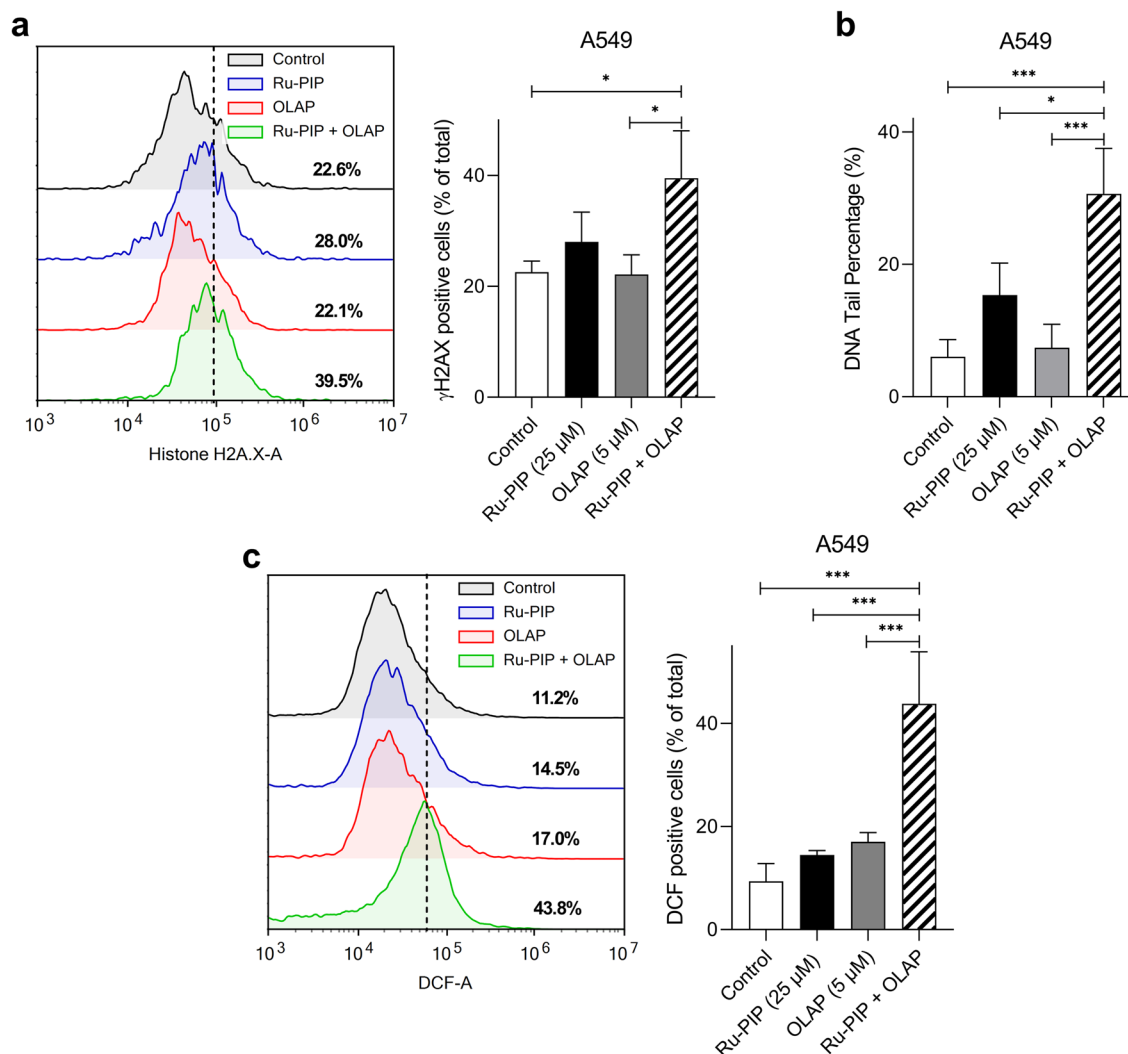 a
Control
Ru-PIP
OLAP
Ru-PIP + OLAP
22.6%
28.0%
22.1%
39.5%
10³ 10⁴ 10⁵ 10⁶ 10⁷
Histone H2A.X-A
A549
*
*
γH2AX positive cells (% of total)
40
20
0
Control
Ru-PIP (25 µM)
OLAP (5 µM)
Ru-PIP + OLAP
b
A549
***
*
***
DNA Tail Percentage (%)
40
20
0
Control
Ru-PIP (25 µM)
OLAP (5 µM)
Ru-PIP + OLAP
c
Control
Ru-PIP
OLAP
Ru-PIP + OLAP
11.2%
14.5%
17.0%
43.8%
10³ 10⁴ 10⁵ 10⁶ 10⁷
DCF-A
A549
***
***
***
DCF positive cells (% of total)
40
20
0
Control
Ru-PIP (25 µM)
OLAP (5 µM)
Ru-PIP + OLAP